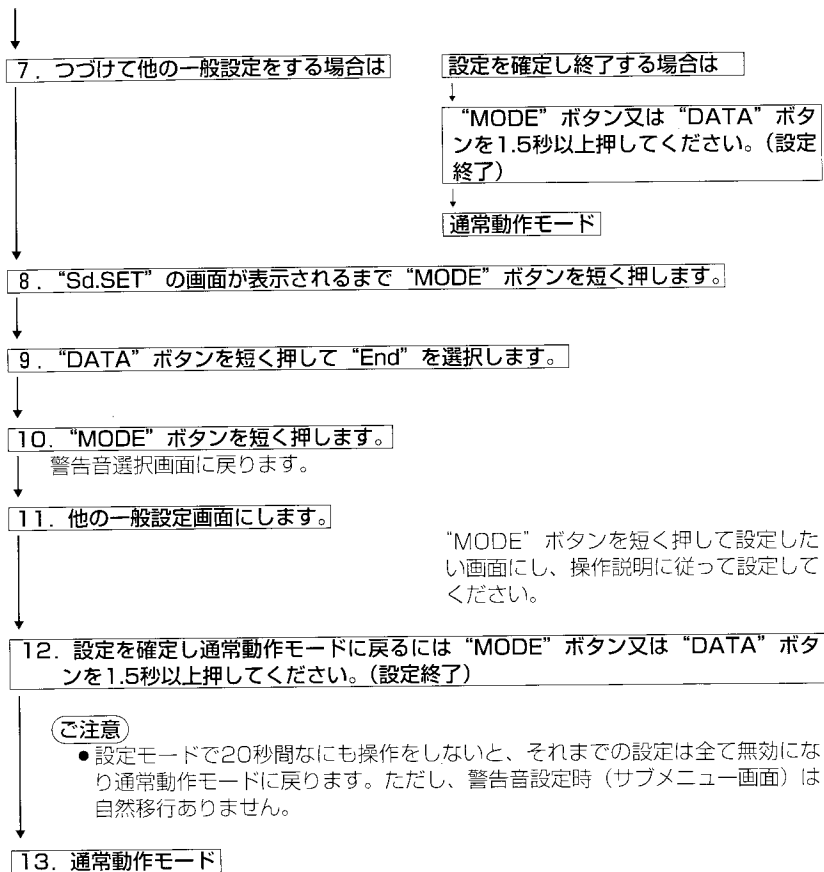 7．つづけて他の一般設定をする場合は
設定を確定し終了する場合は
“MODE”ボタン又は“DATA”ボタ
ンを1.5秒以上押してください。（設定
終了）
通常動作モード
8．“Sd.SET”の画面が表示されるまで“MODE”ボタンを短く押します。
9．“DATA”ボタンを短く押して“End”を選択します。
10．“MODE”ボタンを短く押します。
警告音選択画面に戻ります。
11．他の一般設定画面にします。
“MODE”ボタンを短く押して設定した
い画面にし、操作説明に従って設定して
ください。
12．設定を確定し通常動作モードに戻るには“MODE”ボタン又は“DATA”ボタ
ンを1.5秒以上押してください。（設定終了）
ご注意
●設定モードで20秒間なにも操作をしないと、それまでの設定は全て無効にな
り通常動作モードに戻ります。ただし、警告音設定時（サブメニュー画面）は
自然移行ありません。
13．通常動作モード